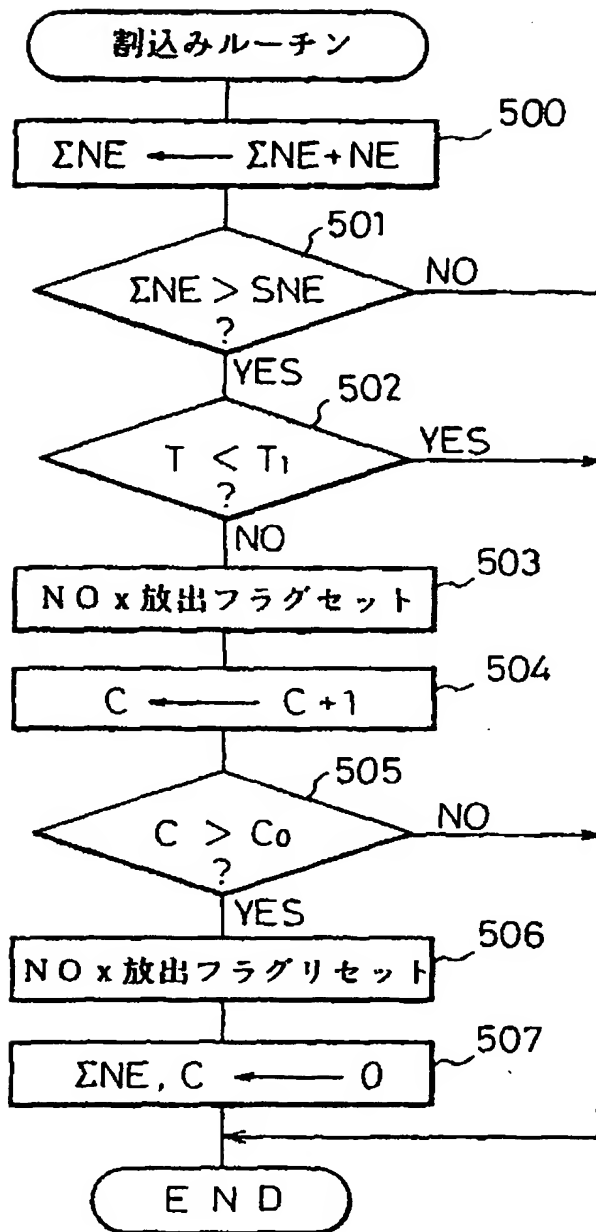 割込みルーチン
500
ΣNE ← ΣNE+NE
501
ΣNE > SNE
?
NO
YES
502
T < T₁
?
YES
NO
503
NOx放出フラグセット
504
C ← C+1
505
C > C₀
?
NO
YES
506
NOx放出フラグリセット
507
ΣNE, C ← 0
END